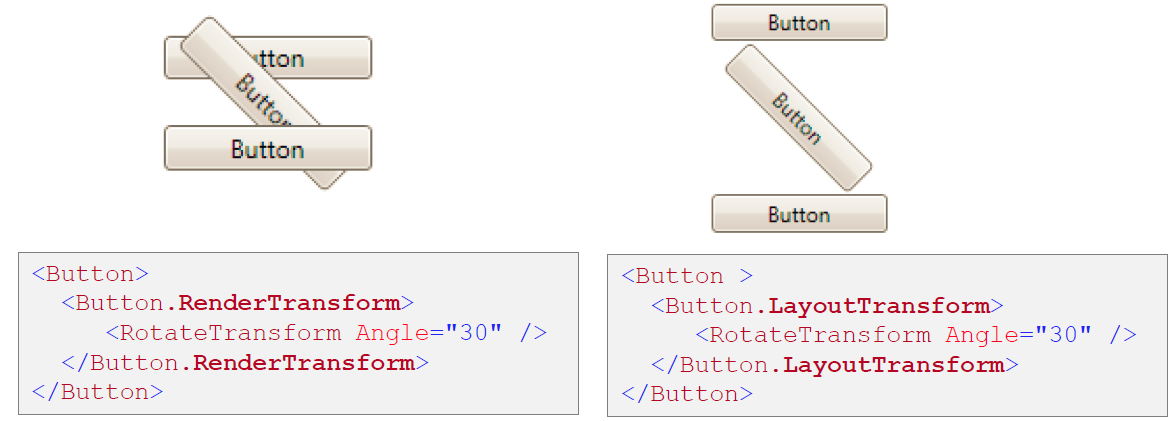 Button
Button
Button
<Button>
<Button.RenderTransform>
<RotateTransform Angle="30" />
</Button.RenderTransform>
</Button>
Button
Button
Button
<Button >
<Button.LayoutTransform>
<RotateTransform Angle="30" />
</Button.LayoutTransform>
</Button>